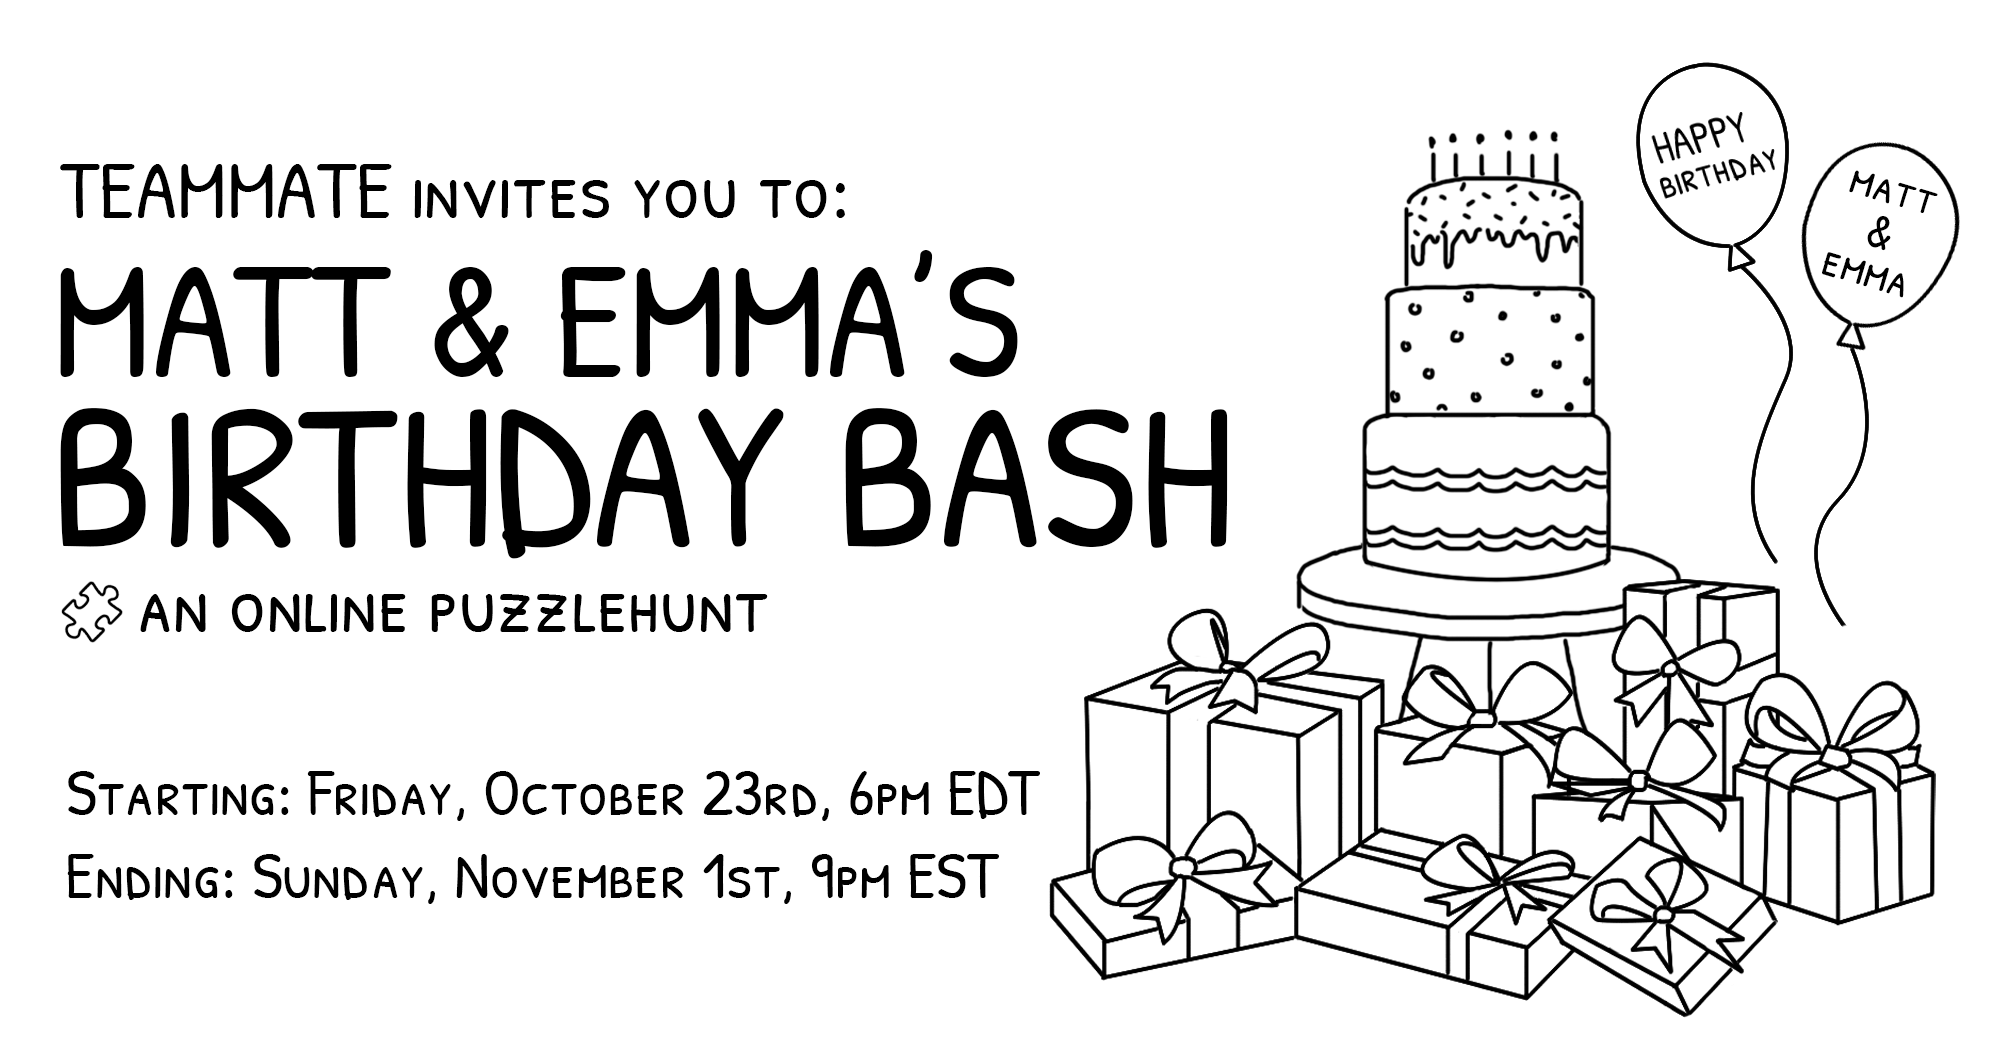 TEAMMATE INVITES YOU TO:
MATT & EMMA'S
BIRTHDAY BASH
AN ONLINE PUZZLEHUNT
STARTING: FRIDAY, OCTOBER 23RD, 6PM EDT
ENDING: SUNDAY, NOVEMBER 1ST, 9PM EST
HAPPY
BIRTHDAY
MATT
&
EMMA